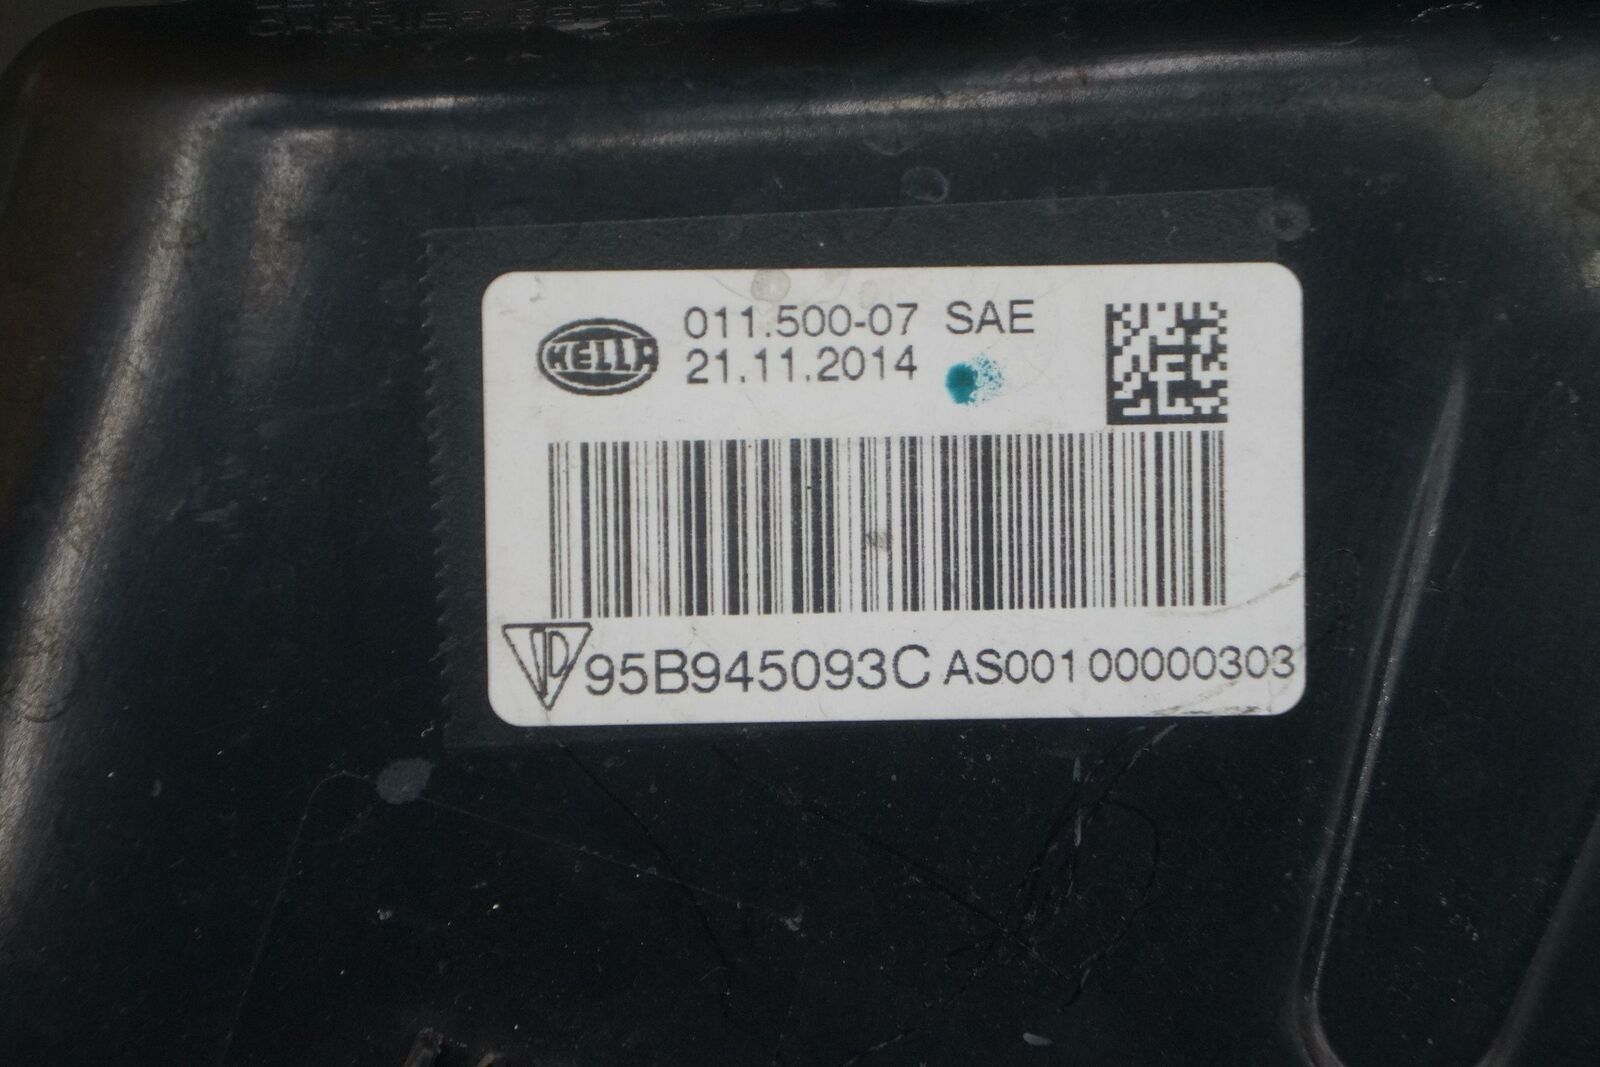 011.500-07 SAE
HELLA
21.11.2014
95B945093C AS001 00000303